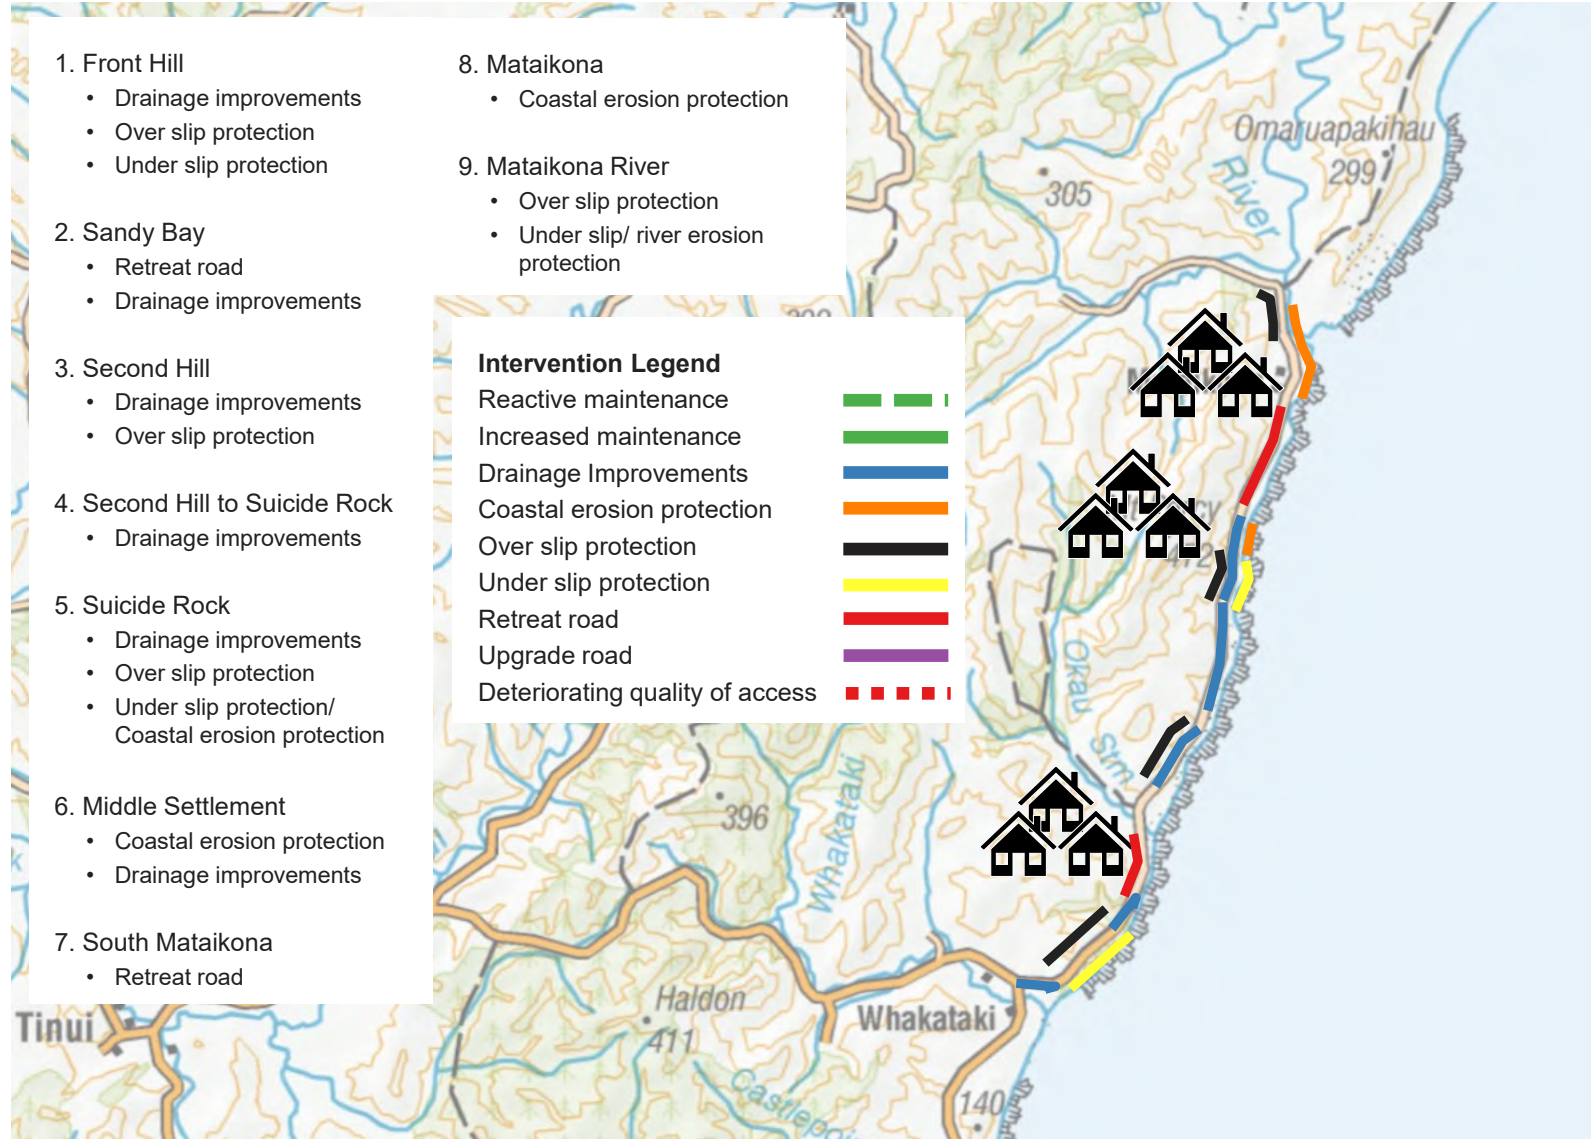 1. Front Hill
• Drainage improvements
• Over slip protection
• Under slip protection
2. Sandy Bay
• Retreat road
• Drainage improvements
3. Second Hill
• Drainage improvements
• Over slip protection
4. Second Hill to Suicide Rock
• Drainage improvements
5. Suicide Rock
• Drainage improvements
• Over slip protection
• Under slip protection/
Coastal erosion protection
6. Middle Settlement
• Coastal erosion protection
• Drainage improvements
7. South Mataikona
• Retreat road
8. Mataikona
• Coastal erosion protection
9. Mataikona River
• Over slip protection
• Under slip/ river erosion
protection
Intervention Legend
Reactive maintenance
Increased maintenance
Drainage Improvements
Coastal erosion protection
Over slip protection
Under slip protection
Retreat road
Upgrade road
Deteriorating quality of access
Omaruapakihau
299
200
305
River
472
Okau
Stm
396
Whakataki
Haldon
411
Whakataki
Tinui
140